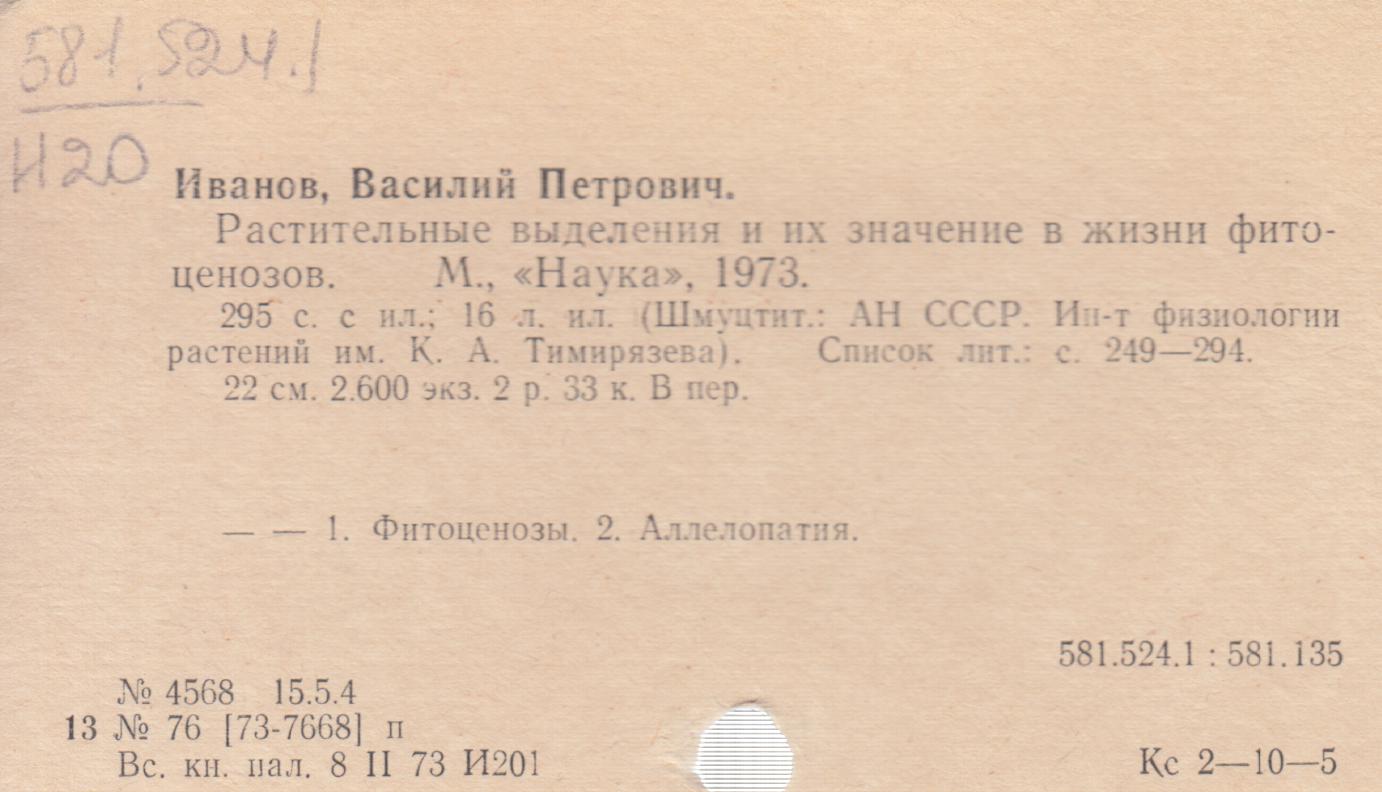 581.524.1
И20
Иванов, Василий Петрович.
Растительные выделения и их значение в жизни фито-
ценозов. М., «Наука», 1973.
295 с. с ил.; 16 л. ил. (Шмуцтит.: АН СССР. Ин-т физиологии
растений им. К. А. Тимирязева). Список лит.: с. 249—294.
22 см. 2.600 экз. 2 р. 33 к. В пер.
— — 1. Фитоценозы. 2. Аллелопатия.
581.524.1 : 581.135
№ 4568 15.5.4
13 № 76 [73-7668] п
Вс. кн. пал. 8 II 73 И201
Кс 2—10—5